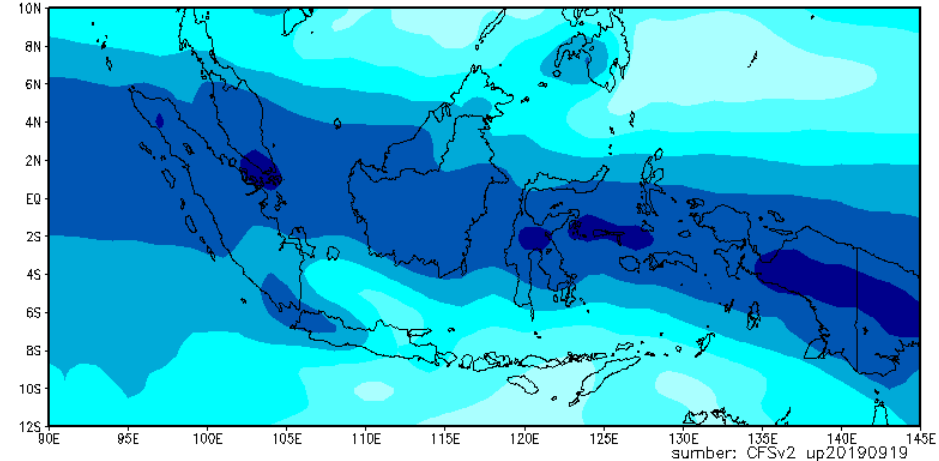 10N
8N
6N
4N
2N
EQ
2S
4S
6S
8S
10S
12S
90E 95E 100E 105E 110E 115E 120E 125E 130E 135E 140E 145E
sumber: CFSv2 up20190919